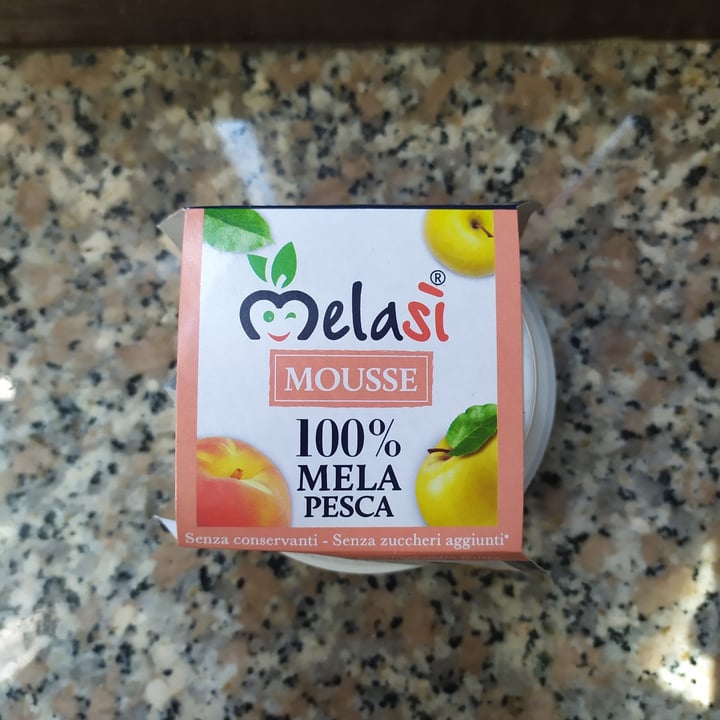 Melasì®
MOUSSE
100%
MELA
PESCA
Senza conservanti - Senza zuccheri aggiunti*